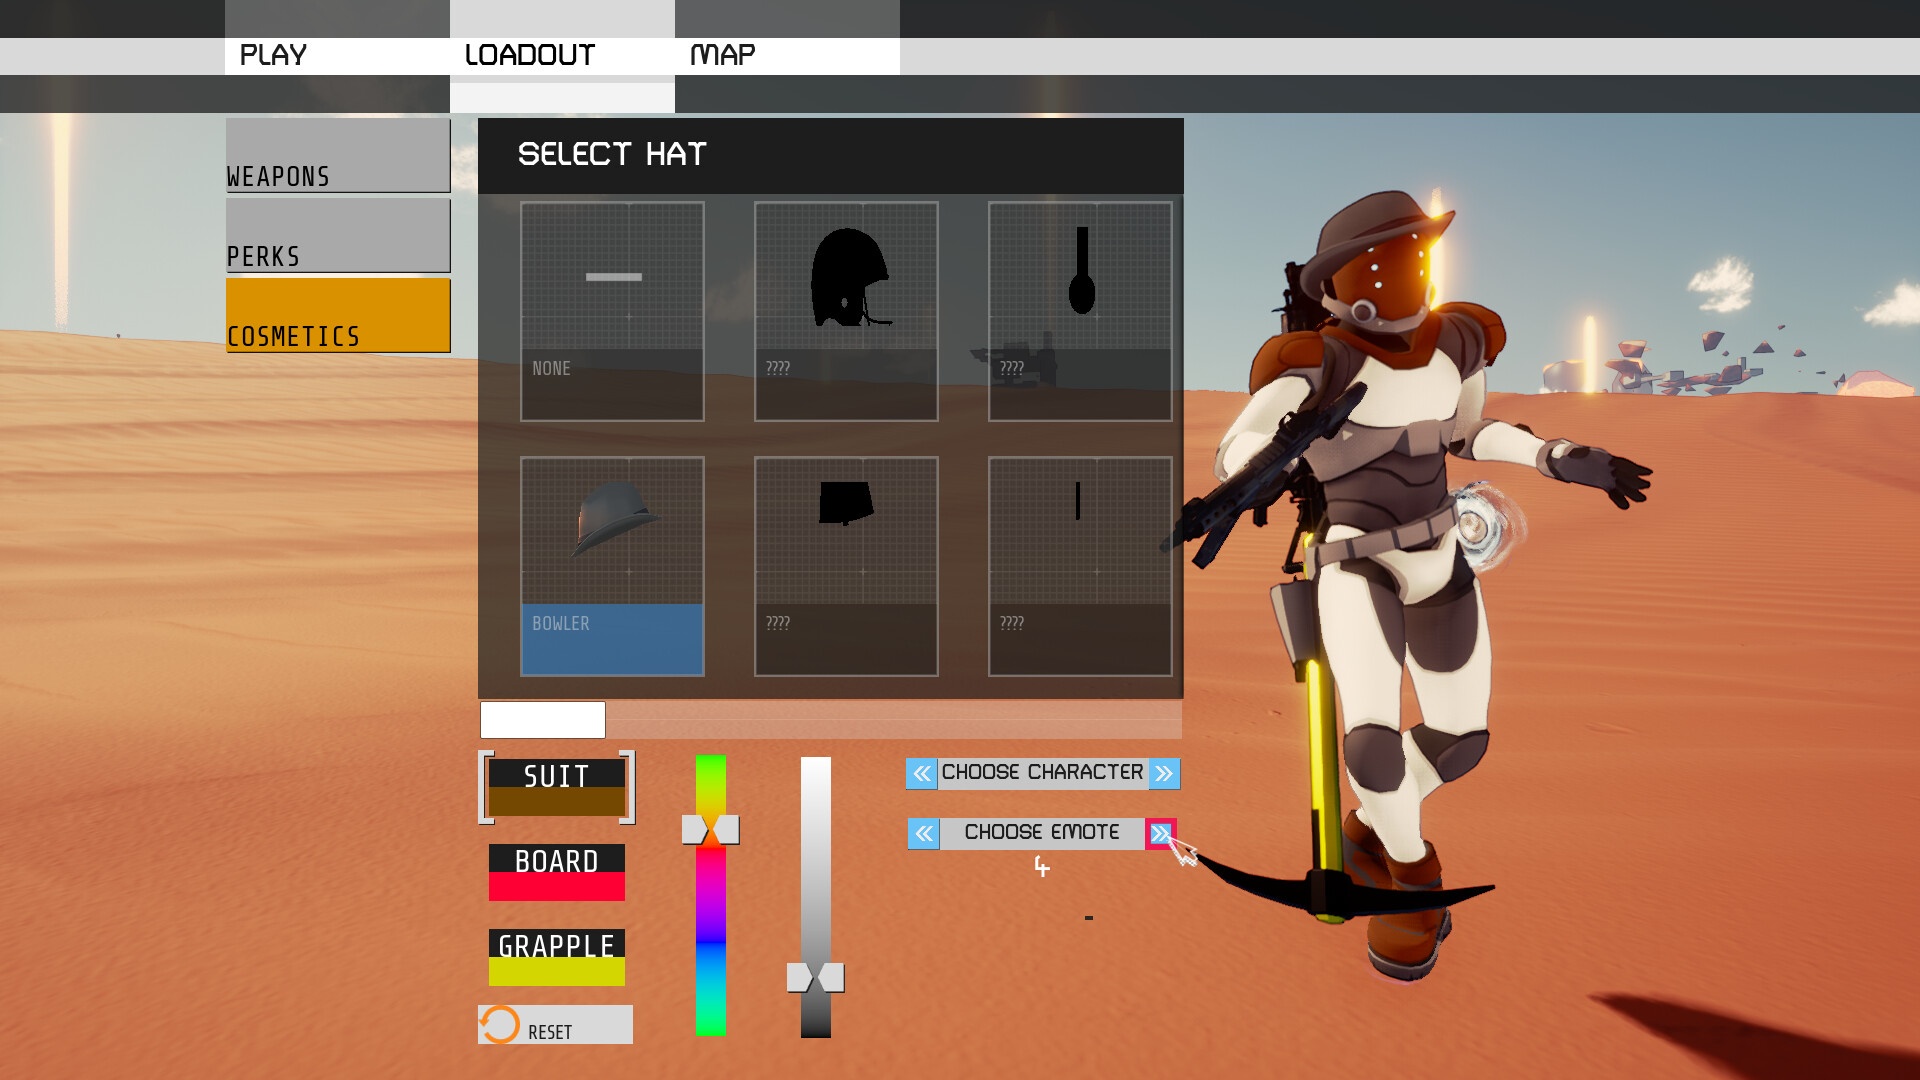 PLAY
LOADOUT
MAP
WEAPONS
PERKS
COSMETICS
SELECT HAT
NONE
????
????
BOWLER
????
????
SUIT
BOARD
GRAPPLE
RESET
CHOOSE CHARACTER
CHOOSE EMOTE
4
-